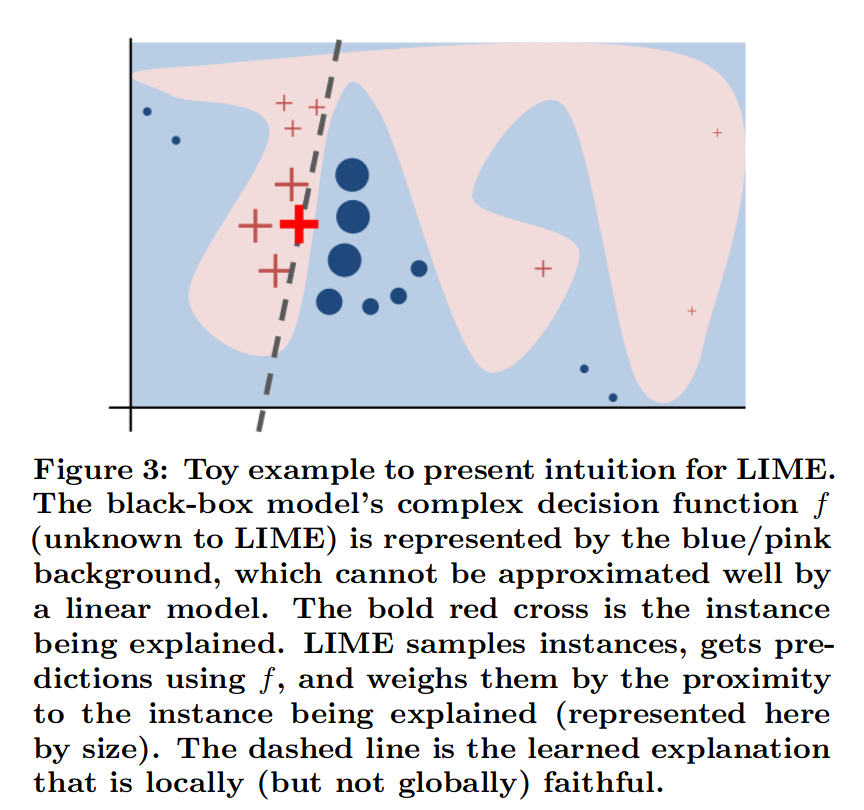 Figure 3: Toy example to present intuition for LIME.
The black-box model's complex decision function f
(unknown to LIME) is represented by the blue/pink
background, which cannot be approximated well by
a linear model. The bold red cross is the instance
being explained. LIME samples instances, gets pre-
dictions using f, and weighs them by the proximity
to the instance being explained (represented here
by size). The dashed line is the learned explanation
that is locally (but not globally) faithful.